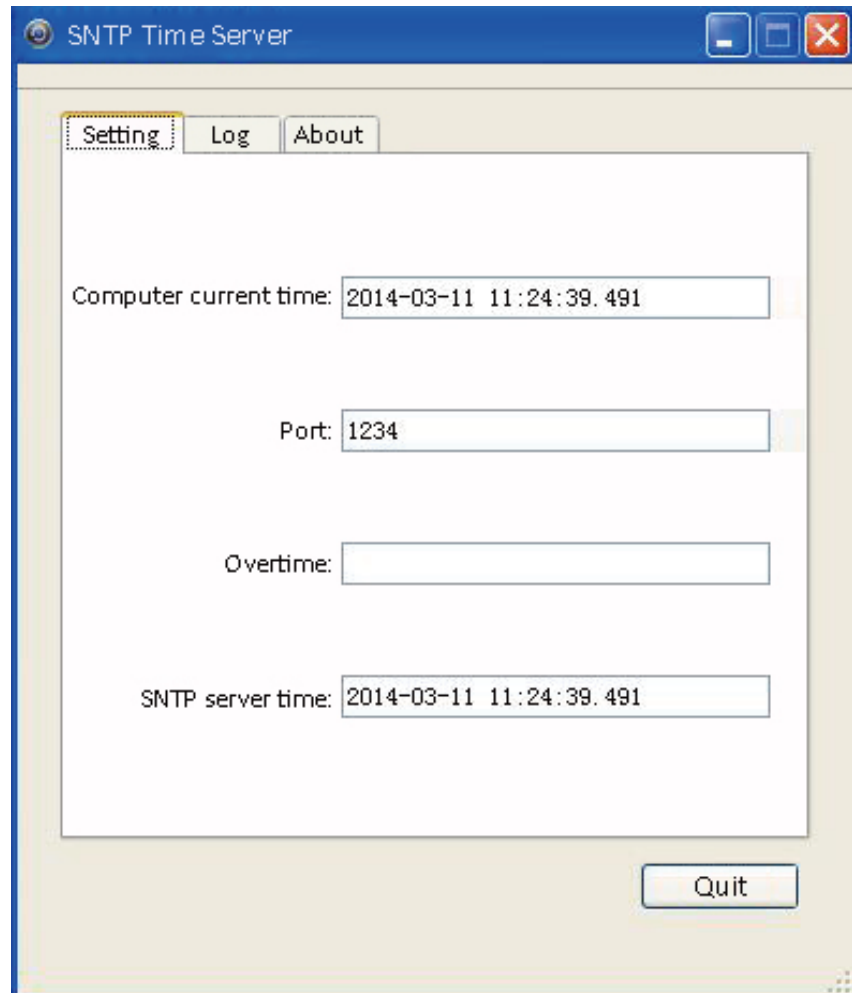 SNTP Time Server
Setting Log About
Computer current time: 2014-03-11 11:24:39.491
Port: 1234
Overtime:
SNTP server time: 2014-03-11 11:24:39.491
Quit